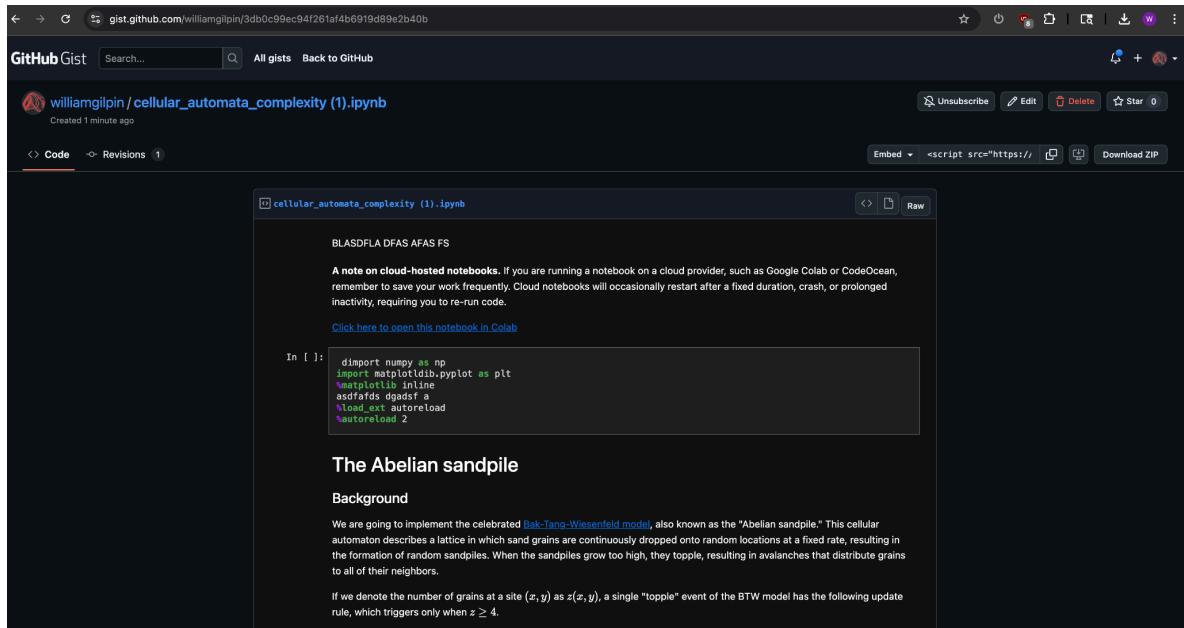 gist.github.com/williamgilpin/3db0c99ec94f261af4b6919d89e2b40b
8
W
GitHub Gist
Search...
All gists
Back to GitHub
williamgilpin / cellular_automata_complexity (1).ipynb
Created 1 minute ago
Unsubscribe
Edit
Delete
Star 0
<> Code
Revisions 1
Embed
<script src="https:/
Download ZIP
cellular_automata_complexity (1).ipynb
<>
Raw
BLASDFLA DFAS AFAS FS
A note on cloud-hosted notebooks. If you are running a notebook on a cloud provider, such as Google Colab or CodeOcean,
remember to save your work frequently. Cloud notebooks will occasionally restart after a fixed duration, crash, or prolonged
inactivity, requiring you to re-run code.
Click here to open this notebook in Colab
In [ ]:
dimport numpy as np
import matplotldib.pyplot as plt
%matplotlib inline
asdfafds dgadsf a
%load_ext autoreload
%autoreload 2
The Abelian sandpile
Background
We are going to implement the celebrated Bak-Tang-Wiesenfeld model, also known as the "Abelian sandpile." This cellular
automaton describes a lattice in which sand grains are continuously dropped onto random locations at a fixed rate, resulting in
the formation of random sandpiles. When the sandpiles grow too high, they topple, resulting in avalanches that distribute grains
to all of their neighbors.
If we denote the number of grains at a site (x, y) as z(x, y), a single "topple" event of the BTW model has the following update
rule, which triggers only when z ≥ 4.